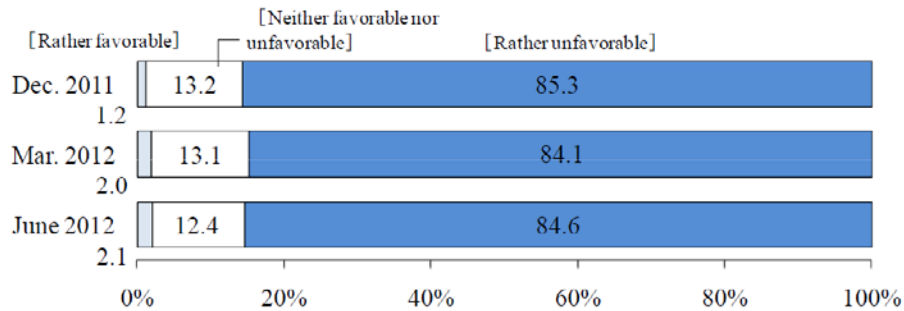 [Neither favorable nor
[Rather favorable] unfavorable] [Rather unfavorable]
Dec. 2011 13.2 85.3
1.2
Mar. 2012 13.1 84.1
2.0
June 2012 12.4 84.6
2.1
0% 20% 40% 60% 80% 100%